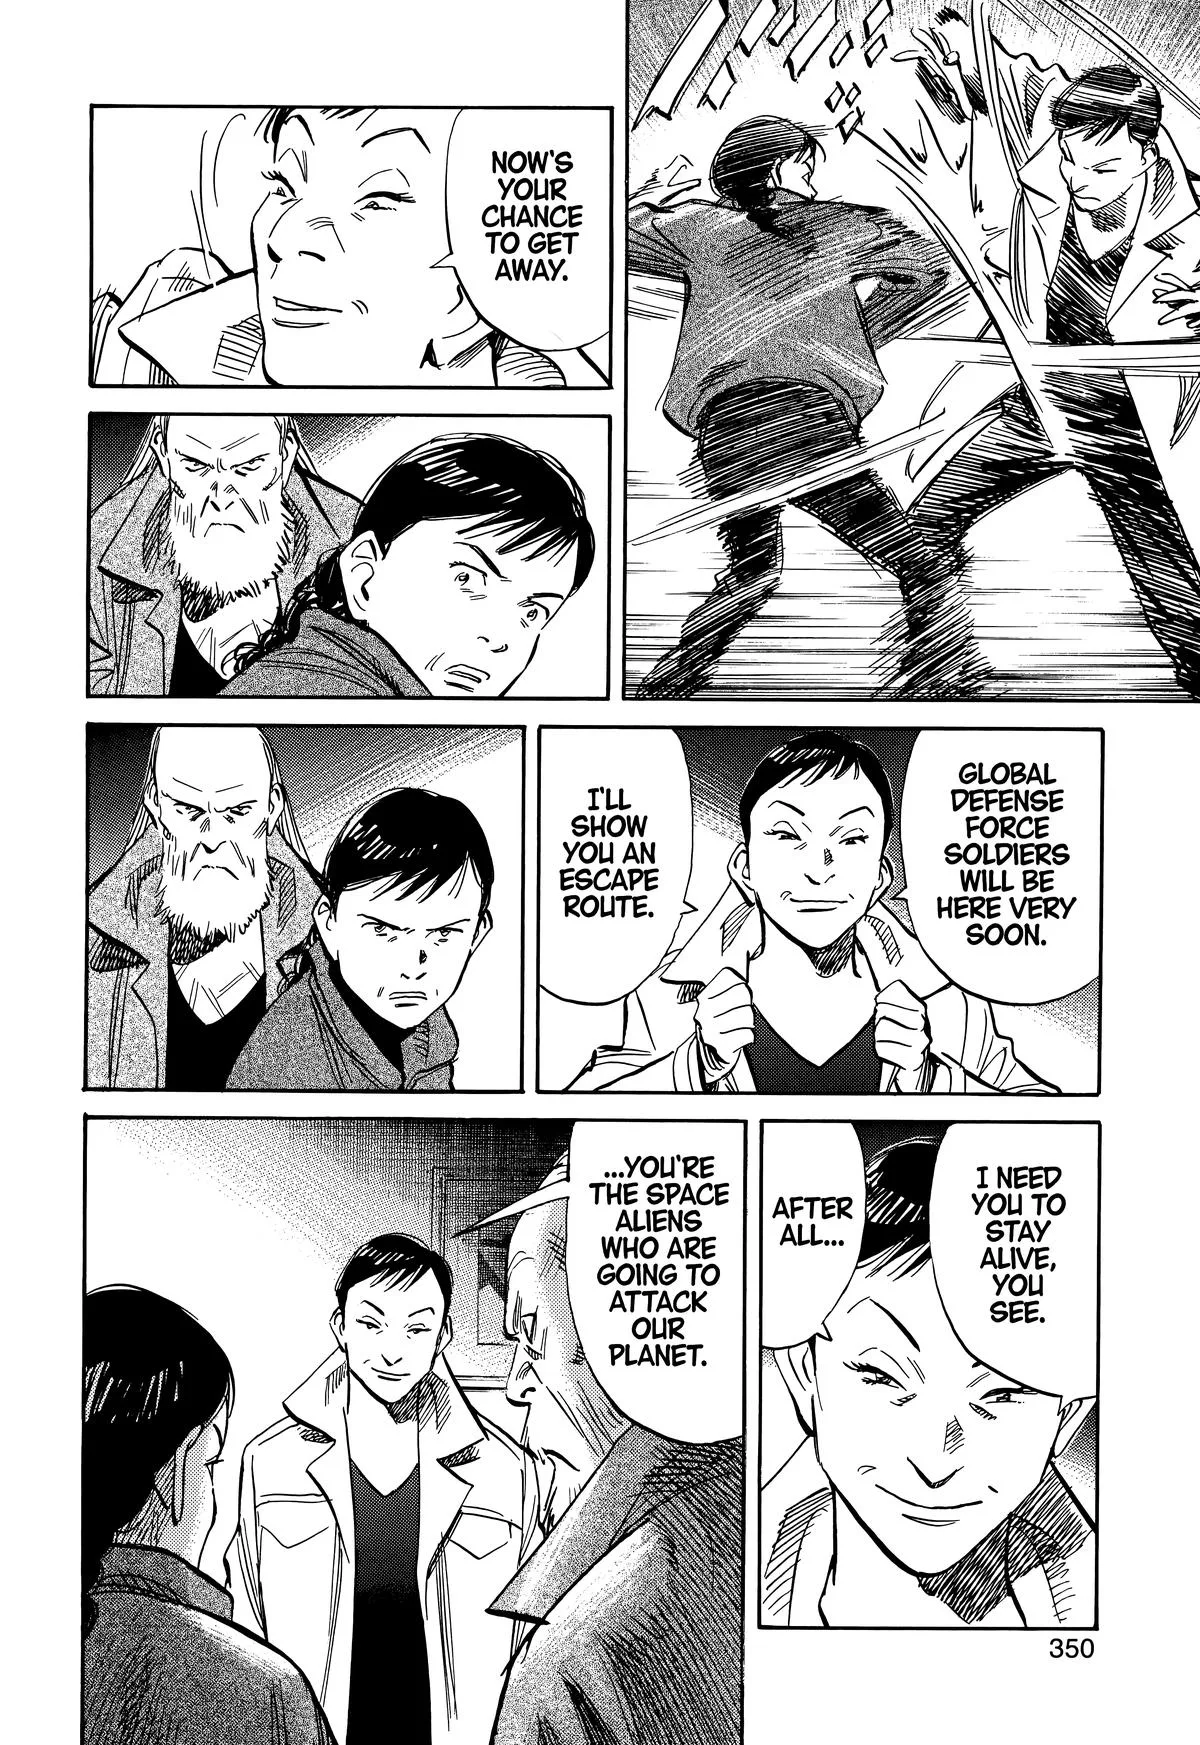 NOW'S
YOUR
CHANCE
TO GET
AWAY.
GLOBAL
DEFENSE
FORCE
SOLDIERS
WILL BE
HERE VERY
SOON.
I'LL
SHOW
YOU AN
ESCAPE
ROUTE.
I NEED
YOU TO
STAY
ALIVE,
YOU
SEE.
AFTER
ALL...
...YOU'RE
THE SPACE
ALIENS
WHO ARE
GOING TO
ATTACK
OUR
PLANET.
350